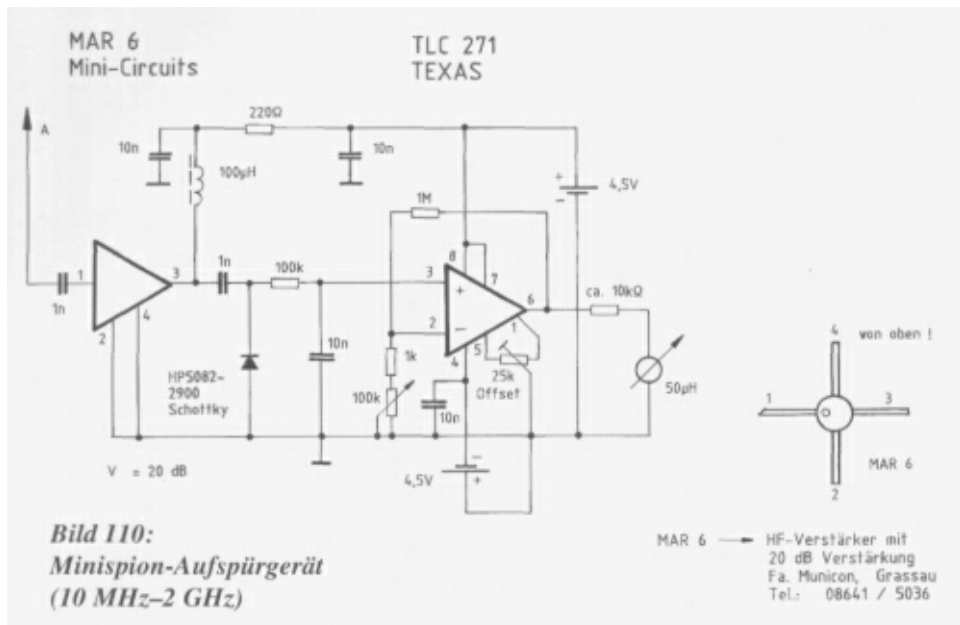 MAR 6
Mini-Circuits
TLC 271
TEXAS
A
10n
220Ω
10n
100µH
4,5V
+
-
1M
1n
1
3
1n
100k
3
8
7
+
6
ca. 10kΩ
2
4
2
-
4
5
1
25k
Offset
50µH
10n
1k
100k
10n
HP5082-
2900
Schottky
V = 20 dB
4,5V
-
+
4
von oben !
1
3
MAR 6
2
Bild 110:
Minispion-Aufspürgerät
(10 MHz–2 GHz)
MAR 6 → HF-Verstärker mit
20 dB Verstärkung
Fa. Municon, Grassau
Tel.: 08641 / 5036